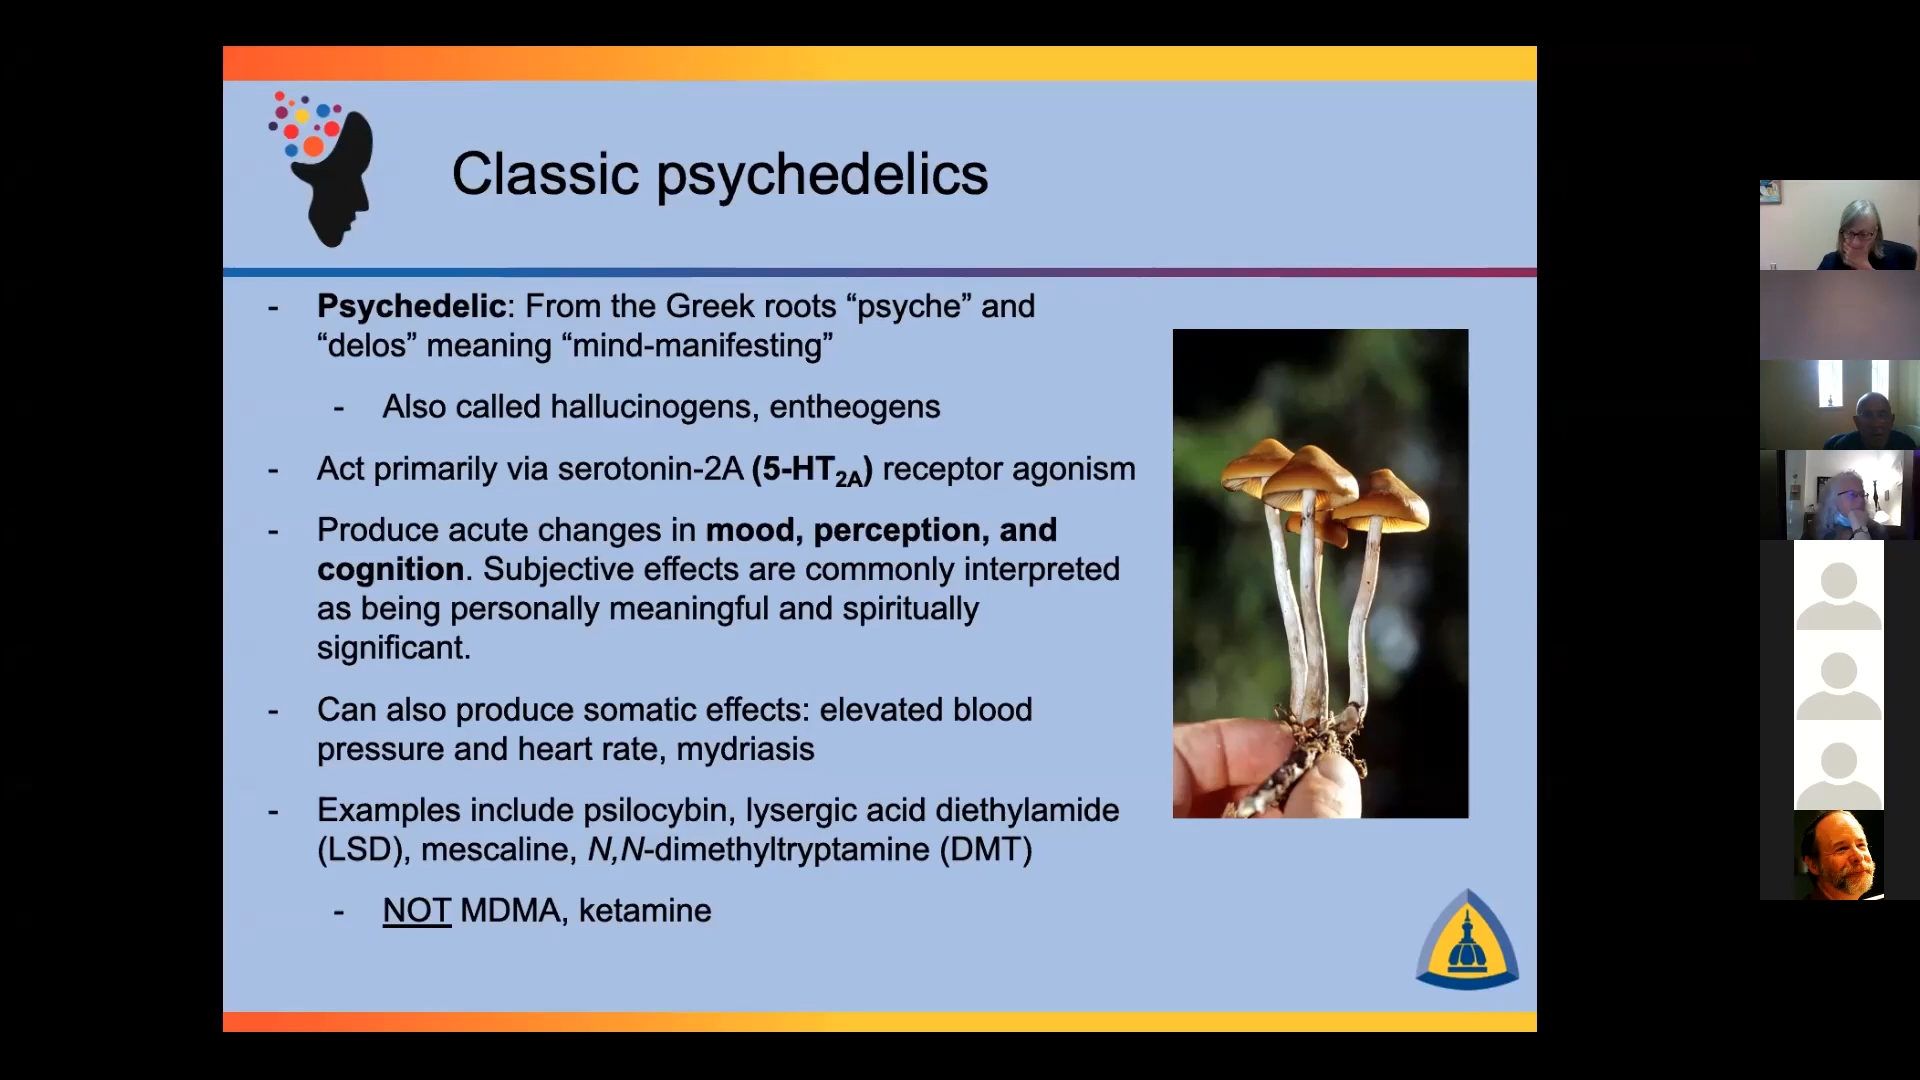 Classic psychedelics
- Psychedelic: From the Greek roots “psyche” and
“delos” meaning “mind-manifesting”
- Also called hallucinogens, entheogens
- Act primarily via serotonin-2A (5-HT2A) receptor agonism
- Produce acute changes in mood, perception, and
cognition. Subjective effects are commonly interpreted
as being personally meaningful and spiritually
significant.
- Can also produce somatic effects: elevated blood
pressure and heart rate, mydriasis
- Examples include psilocybin, lysergic acid diethylamide
(LSD), mescaline, N,N-dimethyltryptamine (DMT)
- NOT MDMA, ketamine